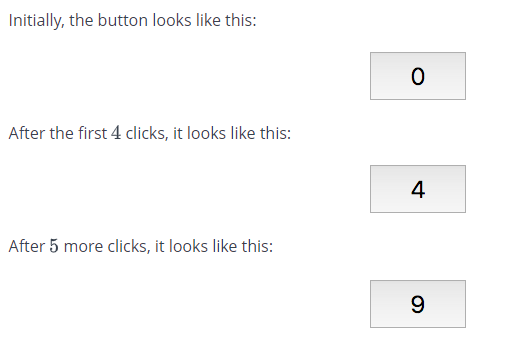 Initially, the button looks like this:
0
After the first 4 clicks, it looks like this:
4
After 5 more clicks, it looks like this:
9